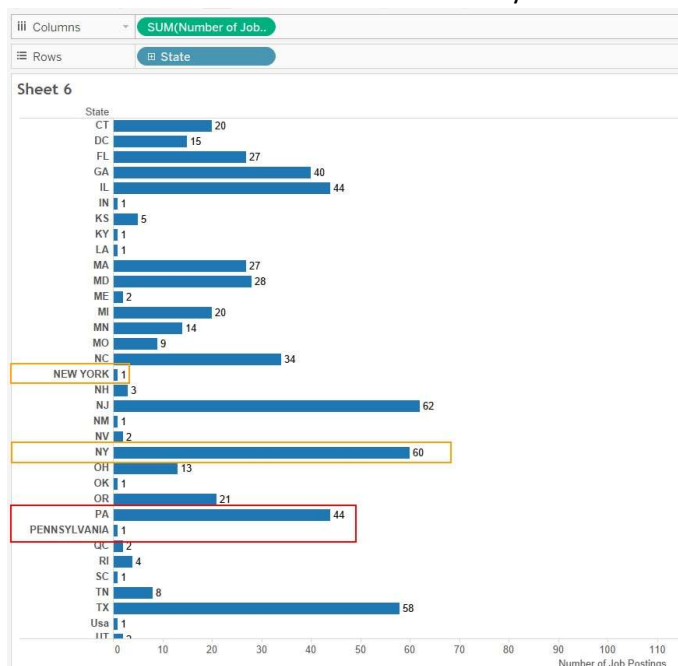 Columns SUM(Number of Job..
Rows State
Sheet 6
State
CT 20
DC 15
FL 27
GA 40
IL 44
IN 1
KS 5
KY 1
LA 1
MA 27
MD 28
ME 2
MI 20
MN 14
MO 9
NC 34
NEW YORK 1
NH 3
NJ 62
NM 1
NV 2
NY 60
OH 13
OK 1
OR 21
PA 44
PENNSYLVANIA 1
QC 2
RI 4
SC 1
TN 8
TX 58
Usa 1
UT 2
0 10 20 30 40 50 60 70 80 90 100 110
Number of Job Postings